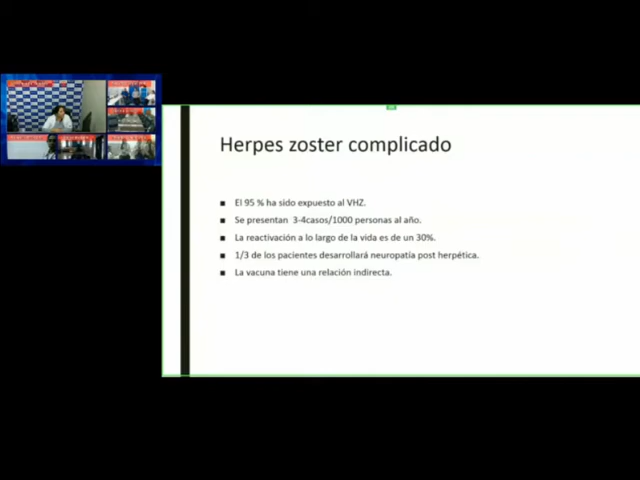 Herpes zoster complicado
El 95 % ha sido expuesto al VHZ.
Se presentan 3-4casos/1000 personas al año.
La reactivación a lo largo de la vida es de un 30%.
1/3 de los pacientes desarrollará neuropatía post herpética.
La vacuna tiene una relación indirecta.